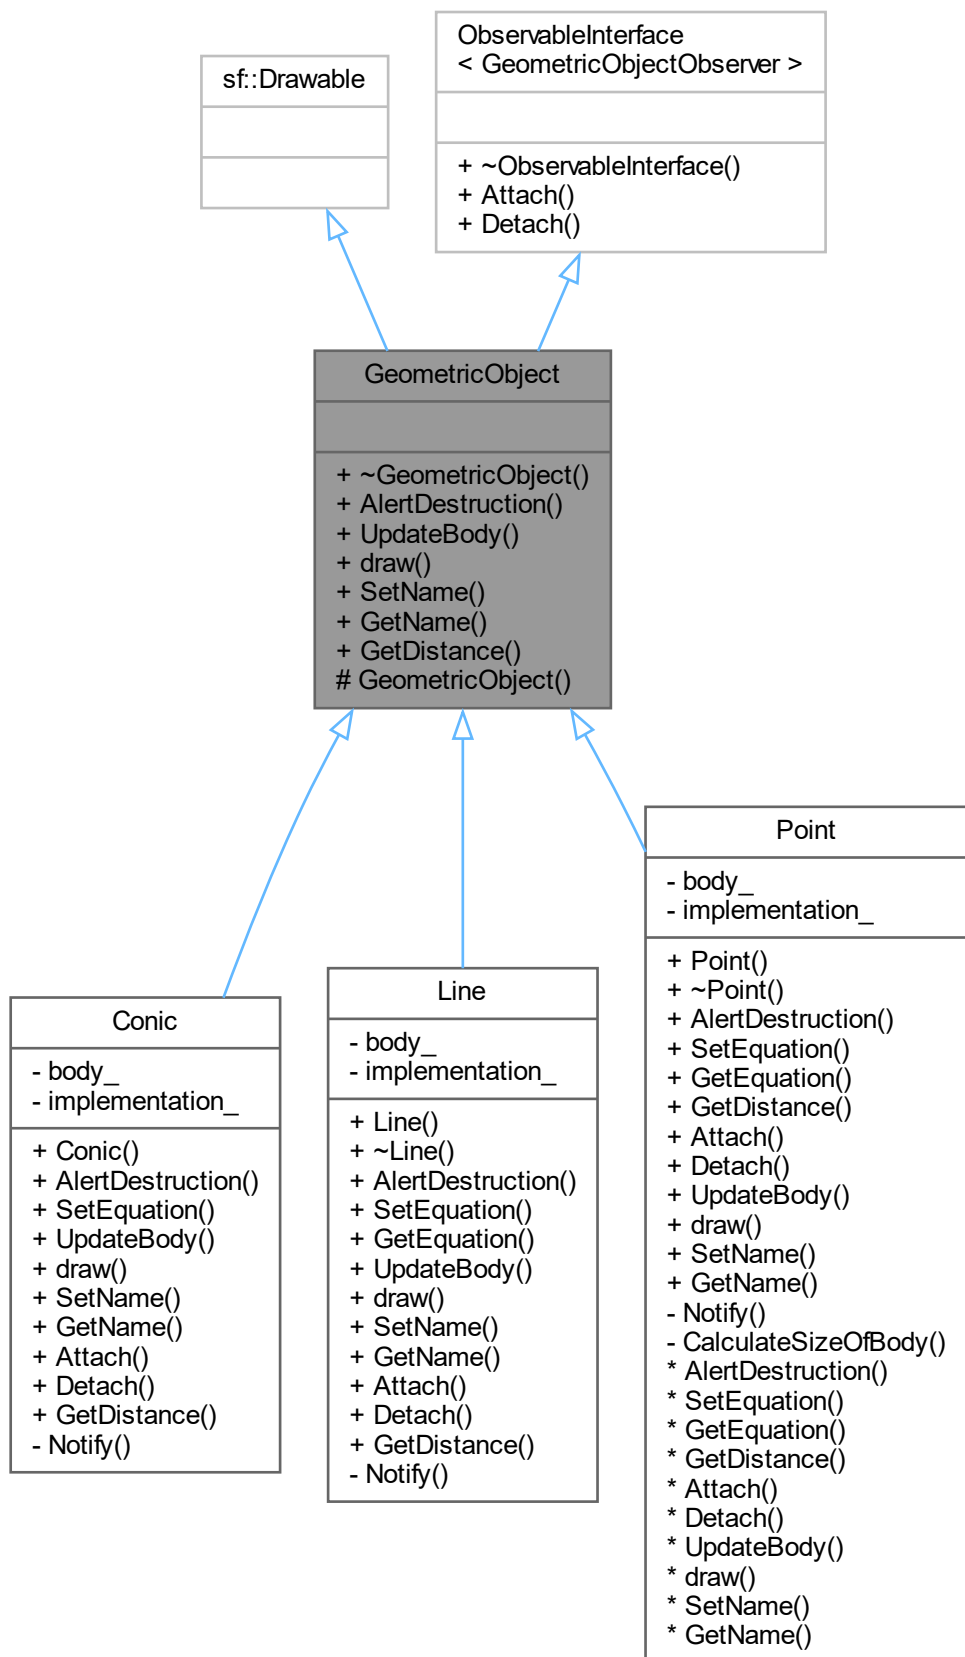 sf::Drawable
ObservableInterface
< GeometricObjectObserver >
+ ~ObservableInterface()
+ Attach()
+ Detach()
GeometricObject
+ ~GeometricObject()
+ AlertDestruction()
+ UpdateBody()
+ draw()
+ SetName()
+ GetName()
+ GetDistance()
# GeometricObject()
Conic
- body_
- implementation_
+ Conic()
+ AlertDestruction()
+ SetEquation()
+ UpdateBody()
+ draw()
+ SetName()
+ GetName()
+ Attach()
+ Detach()
+ GetDistance()
- Notify()
Line
- body_
- implementation_
+ Line()
+ ~Line()
+ AlertDestruction()
+ SetEquation()
+ GetEquation()
+ UpdateBody()
+ draw()
+ SetName()
+ GetName()
+ Attach()
+ Detach()
+ GetDistance()
- Notify()
Point
- body_
- implementation_
+ Point()
+ ~Point()
+ AlertDestruction()
+ SetEquation()
+ GetEquation()
+ GetDistance()
+ Attach()
+ Detach()
+ UpdateBody()
+ draw()
+ SetName()
+ GetName()
- Notify()
- CalculateSizeOfBody()
* AlertDestruction()
* SetEquation()
* GetEquation()
* GetDistance()
* Attach()
* Detach()
* UpdateBody()
* draw()
* SetName()
* GetName()